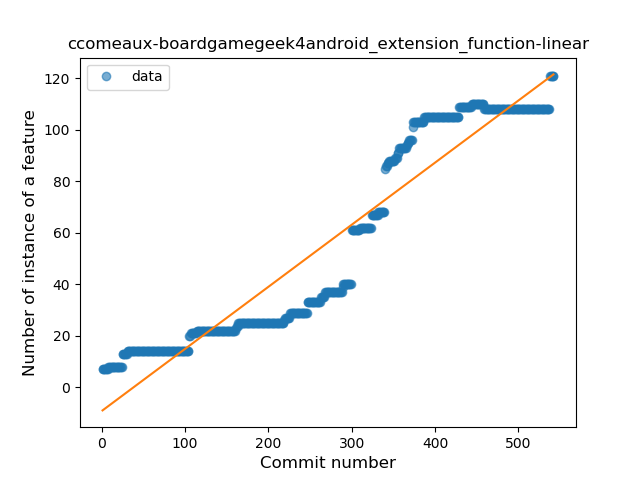 ccomeaux-boardgamegeek4android_extension_function-linear
data
Number of instance of a feature
120
100
80
60
40
20
0
0 100 200 300 400 500
Commit number